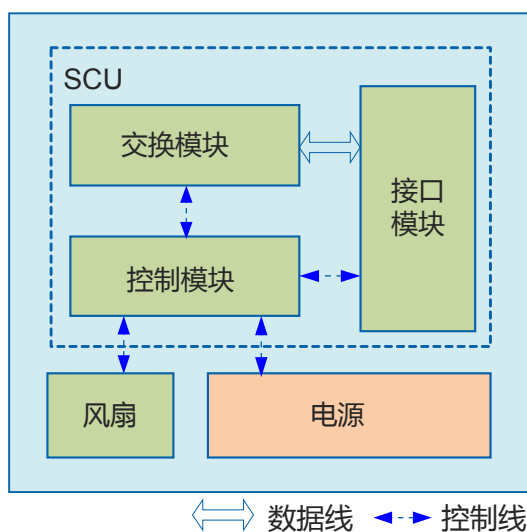 SCU
交换模块
接口
模块
控制模块
风扇
电源
数据线
控制线